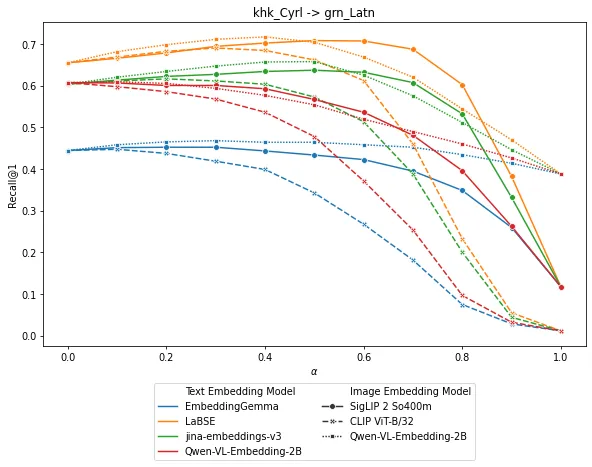 khk_Cyrl -> grn_Latn
0.7
0.6
0.5
0.4
0.3
0.2
0.1
0.0
Recall@1
0.0 0.2 0.4 0.6 0.8 1.0
α
Text Embedding Model Image Embedding Model
EmbeddingGemma SigLIP 2 So400m
LaBSE CLIP ViT-B/32
jina-embeddings-v3 Qwen-VL-Embedding-2B
Qwen-VL-Embedding-2B